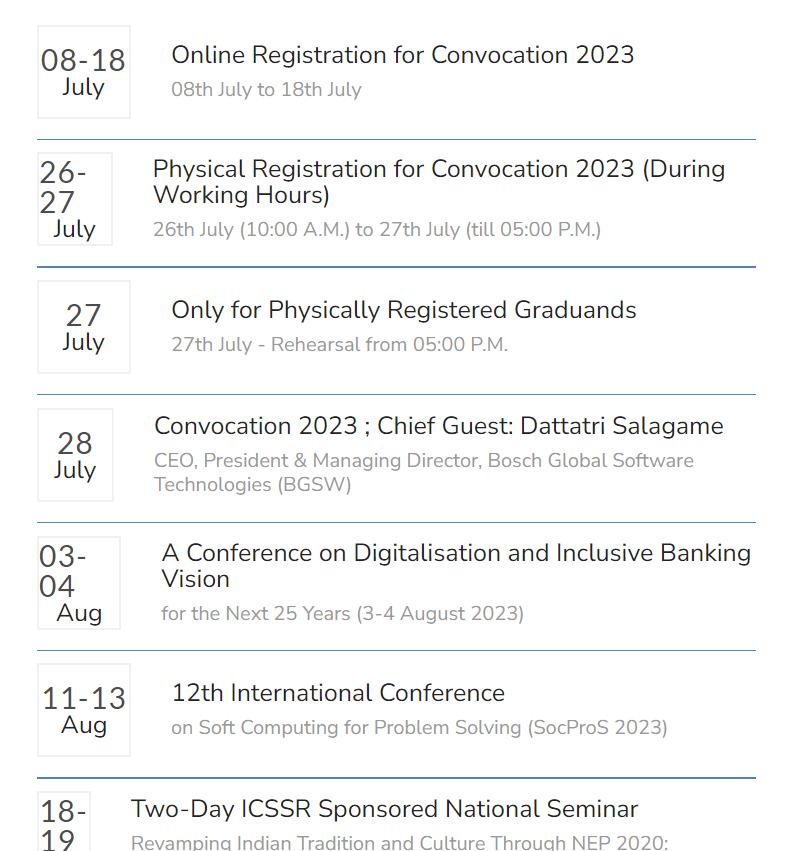 08-18
July
Online Registration for Convocation 2023
08th July to 18th July
26-
27
July
Physical Registration for Convocation 2023 (During
Working Hours)
26th July (10:00 A.M.) to 27th July (till 05:00 P.M.)
27
July
Only for Physically Registered Graduands
27th July - Rehearsal from 05:00 P.M.
28
July
Convocation 2023 ; Chief Guest: Dattatri Salagame
CEO, President & Managing Director, Bosch Global Software
Technologies (BGSW)
03-
04
Aug
A Conference on Digitalisation and Inclusive Banking
Vision
for the Next 25 Years (3-4 August 2023)
11-13
Aug
12th International Conference
on Soft Computing for Problem Solving (SocProS 2023)
18-
19
Two-Day ICSSR Sponsored National Seminar
Revamping Indian Tradition and Culture Through NEP 2020: